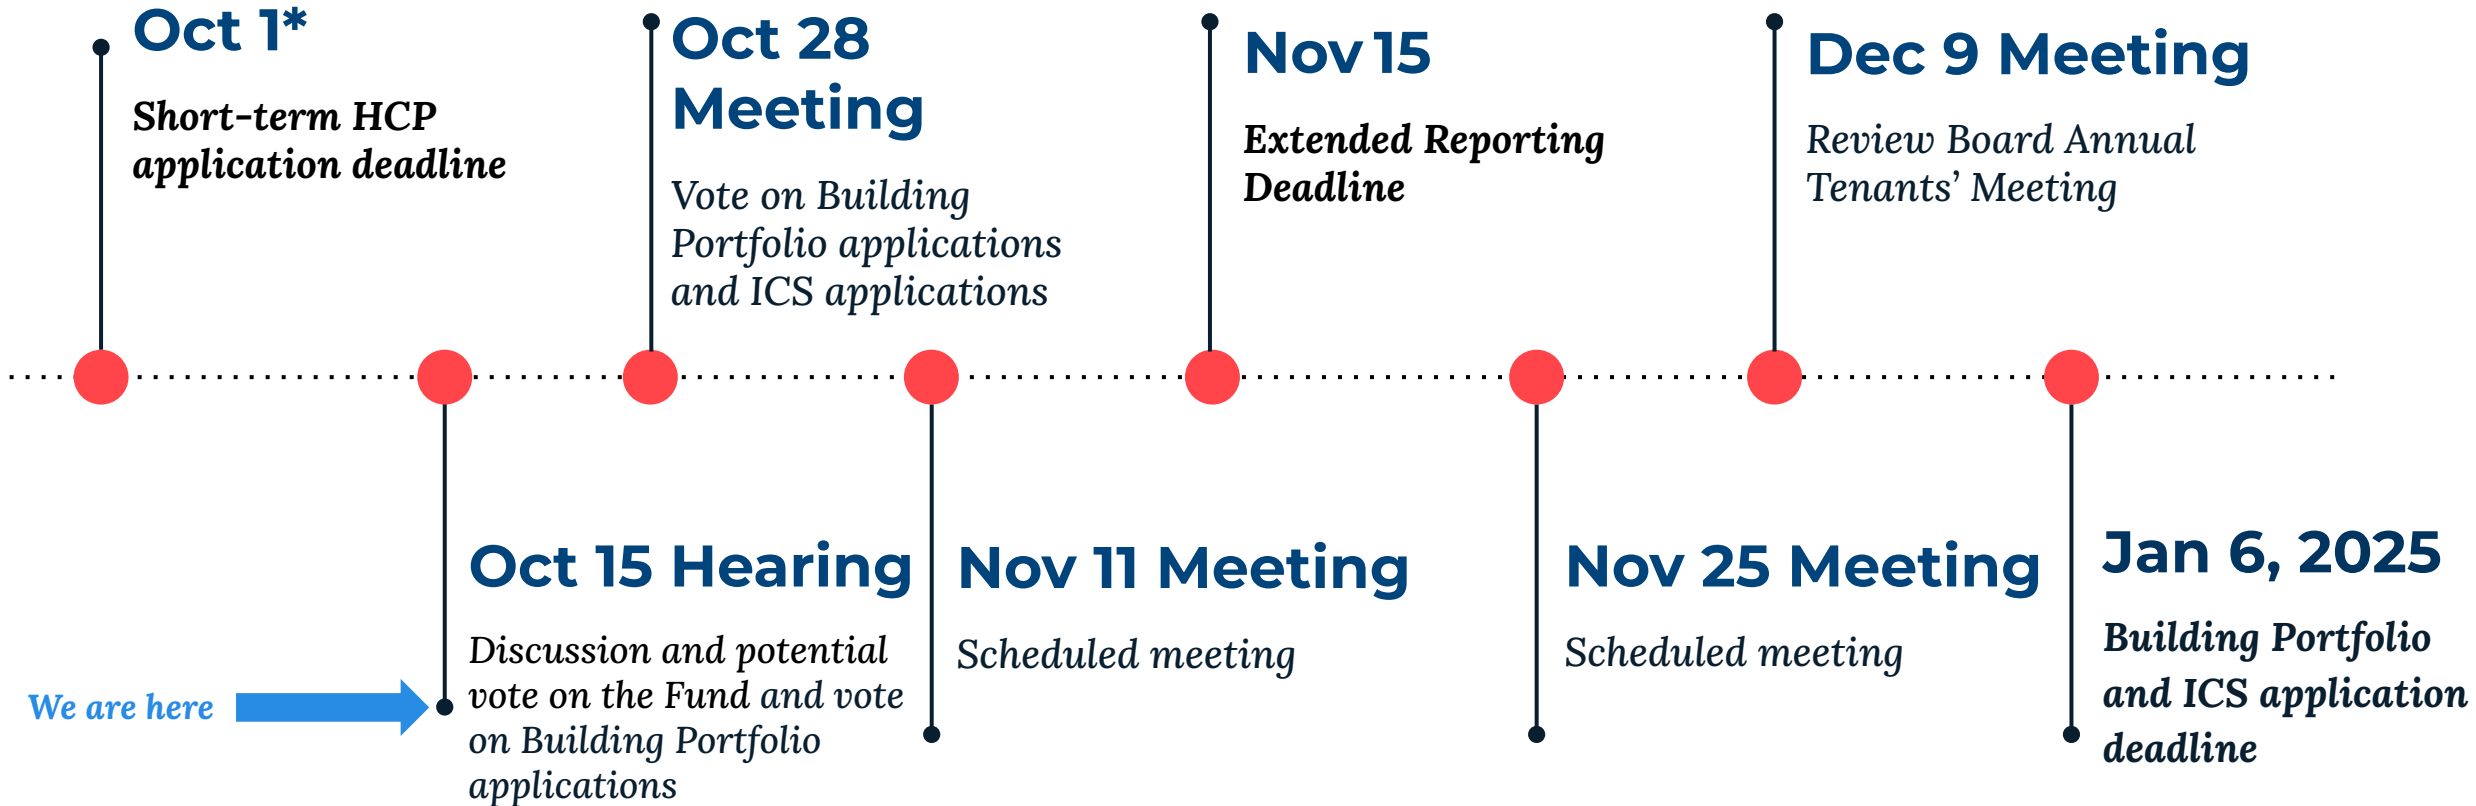 Oct 1*
Short-term HCP
application deadline
Oct 28
Meeting
Vote on Building
Portfolio applications
and ICS applications
Nov 15
Extended Reporting
Deadline
Dec 9 Meeting
Review Board Annual
Tenants’ Meeting
We are here
Oct 15 Hearing
Discussion and potential
vote on the Fund and vote
on Building Portfolio
applications
Nov 11 Meeting
Scheduled meeting
Nov 25 Meeting
Scheduled meeting
Jan 6, 2025
Building Portfolio
and ICS application
deadline